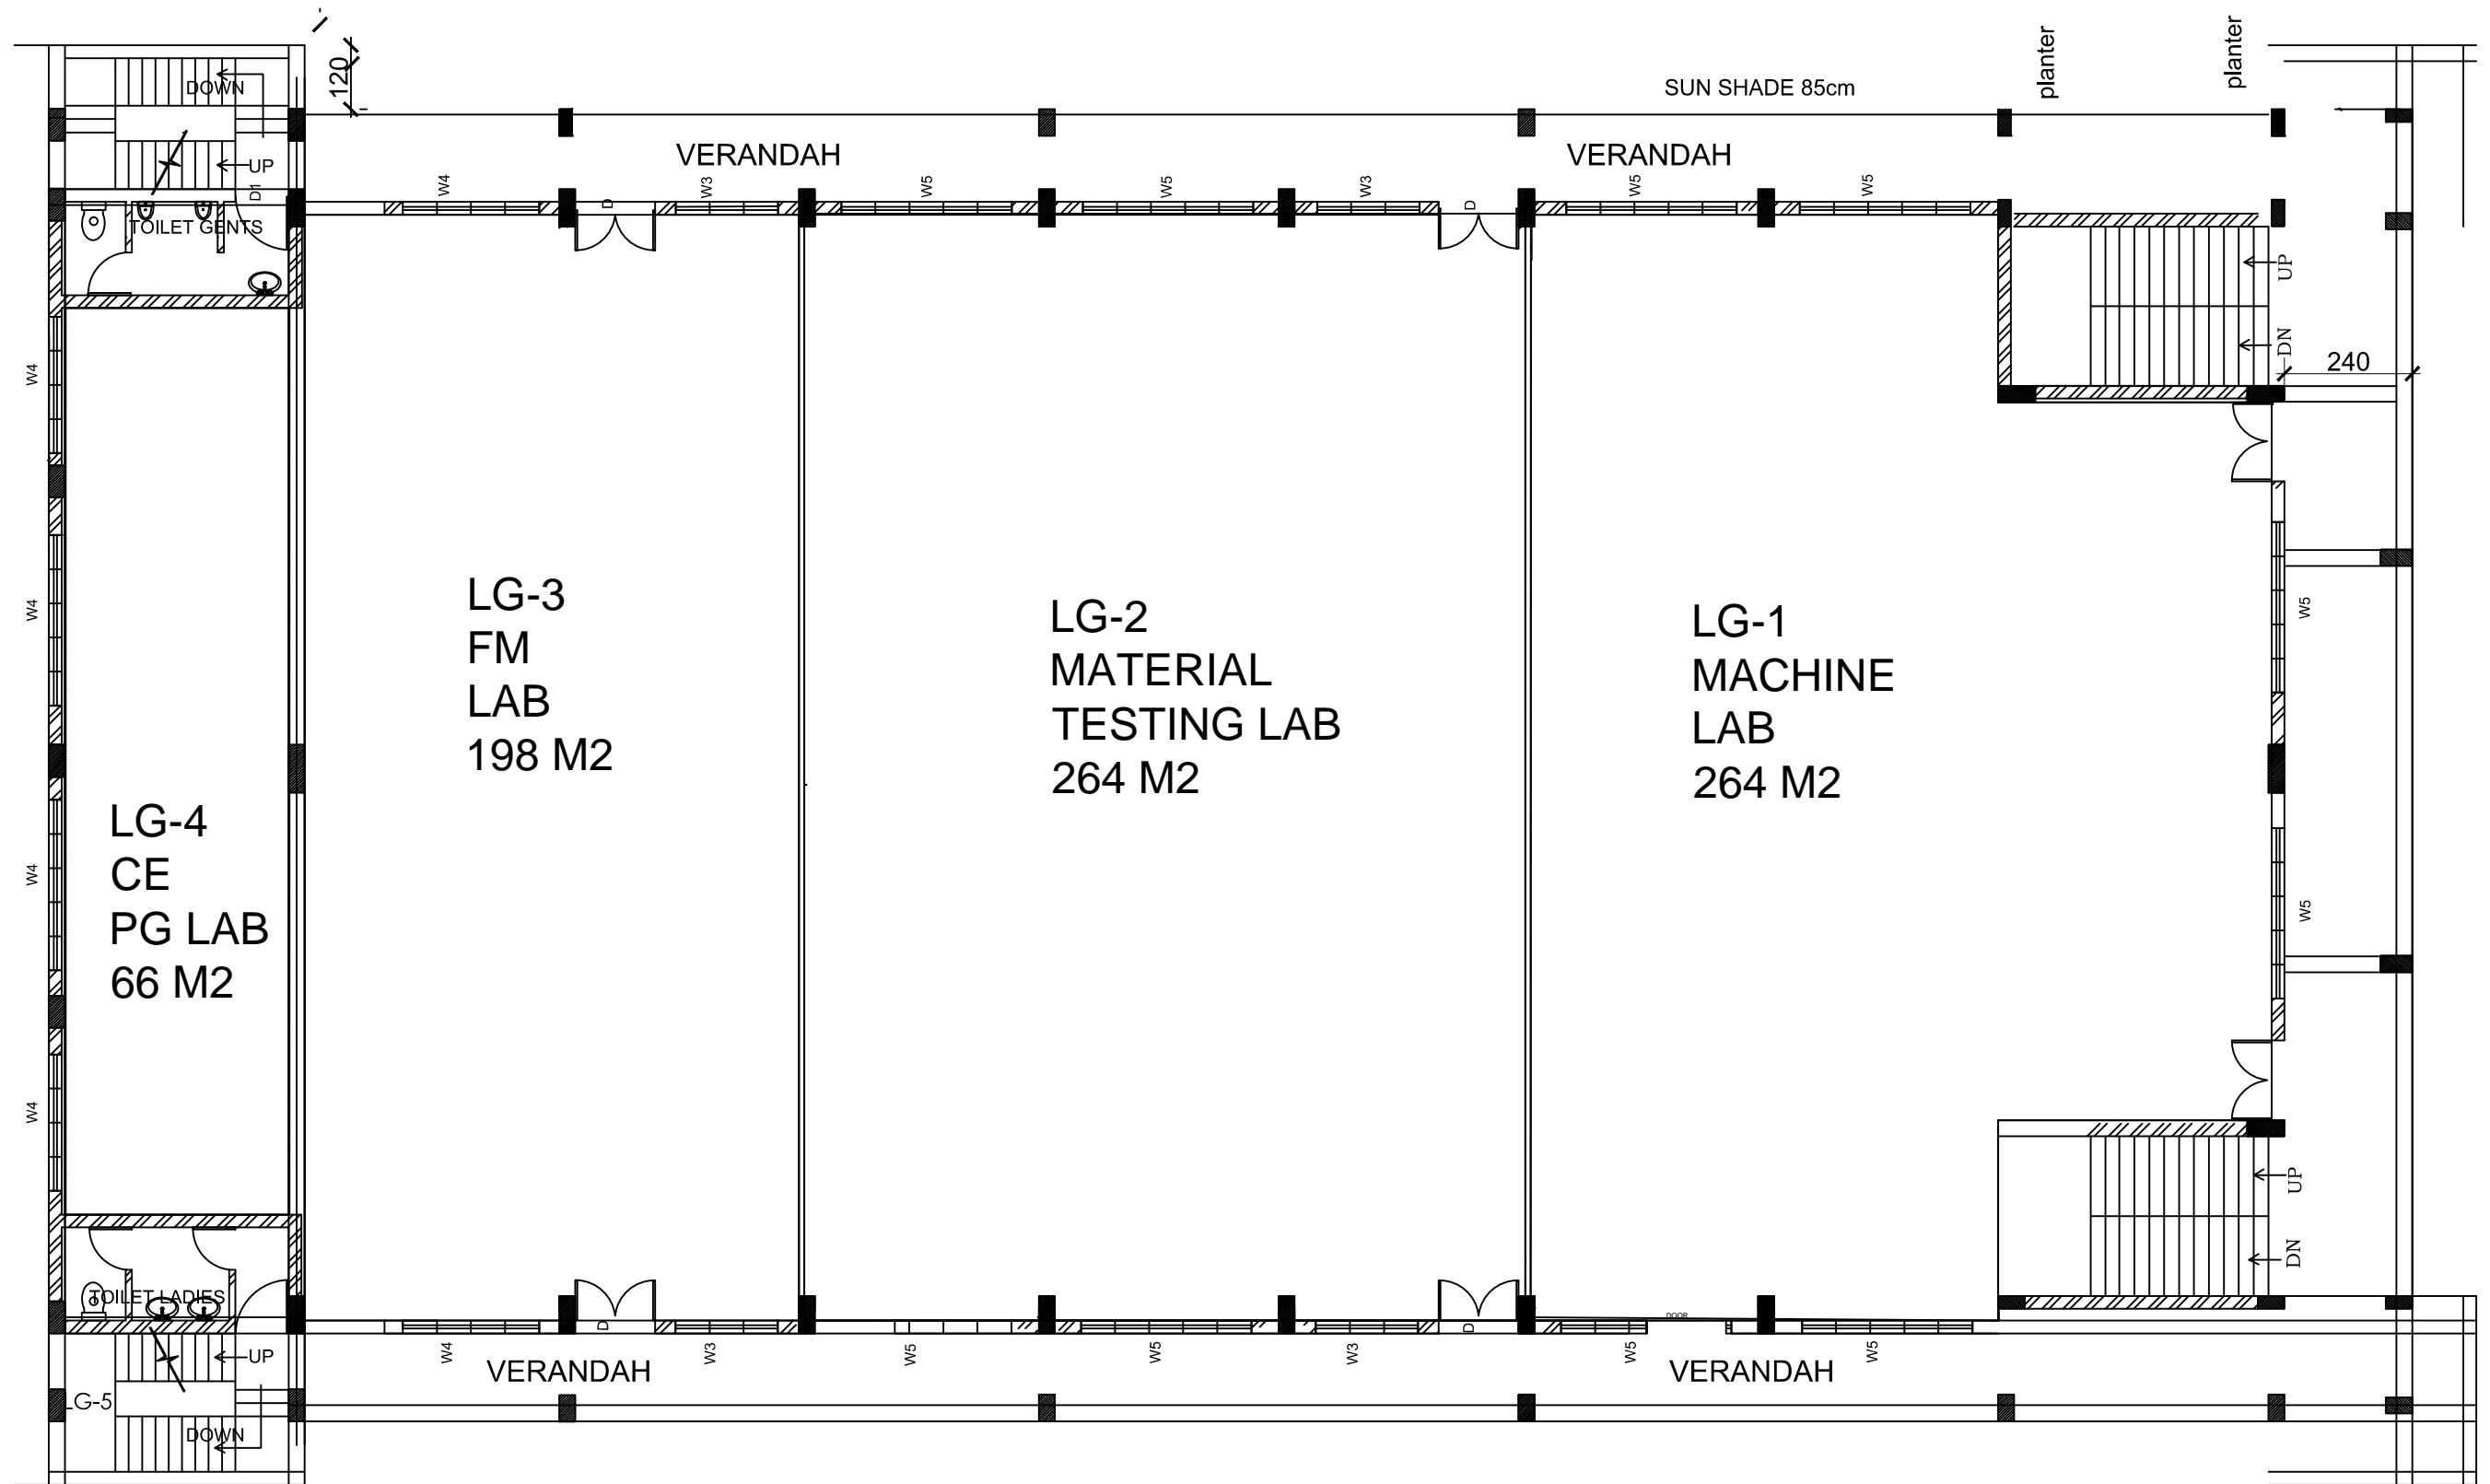 planter
planter
120
DOWN
SUN SHADE 85cm
VERANDAH
VERANDAH
UP
D1
W4
W3
W5
W5
W3
W5
W5
D
D
TOILET GENTS
UP
DN
240
W4
W4
W4
W4
LG-3
FM
LAB
198 M2
LG-2
MATERIAL
TESTING LAB
264 M2
LG-1
MACHINE
LAB
264 M2
W5
W5
LG-4
CE
PG LAB
66 M2
UP
DN
TOILET LADIES
DOOR
D
D
W4
W3
W5
W5
W3
W5
W5
UP
VERANDAH
VERANDAH
LG-5
DOWN